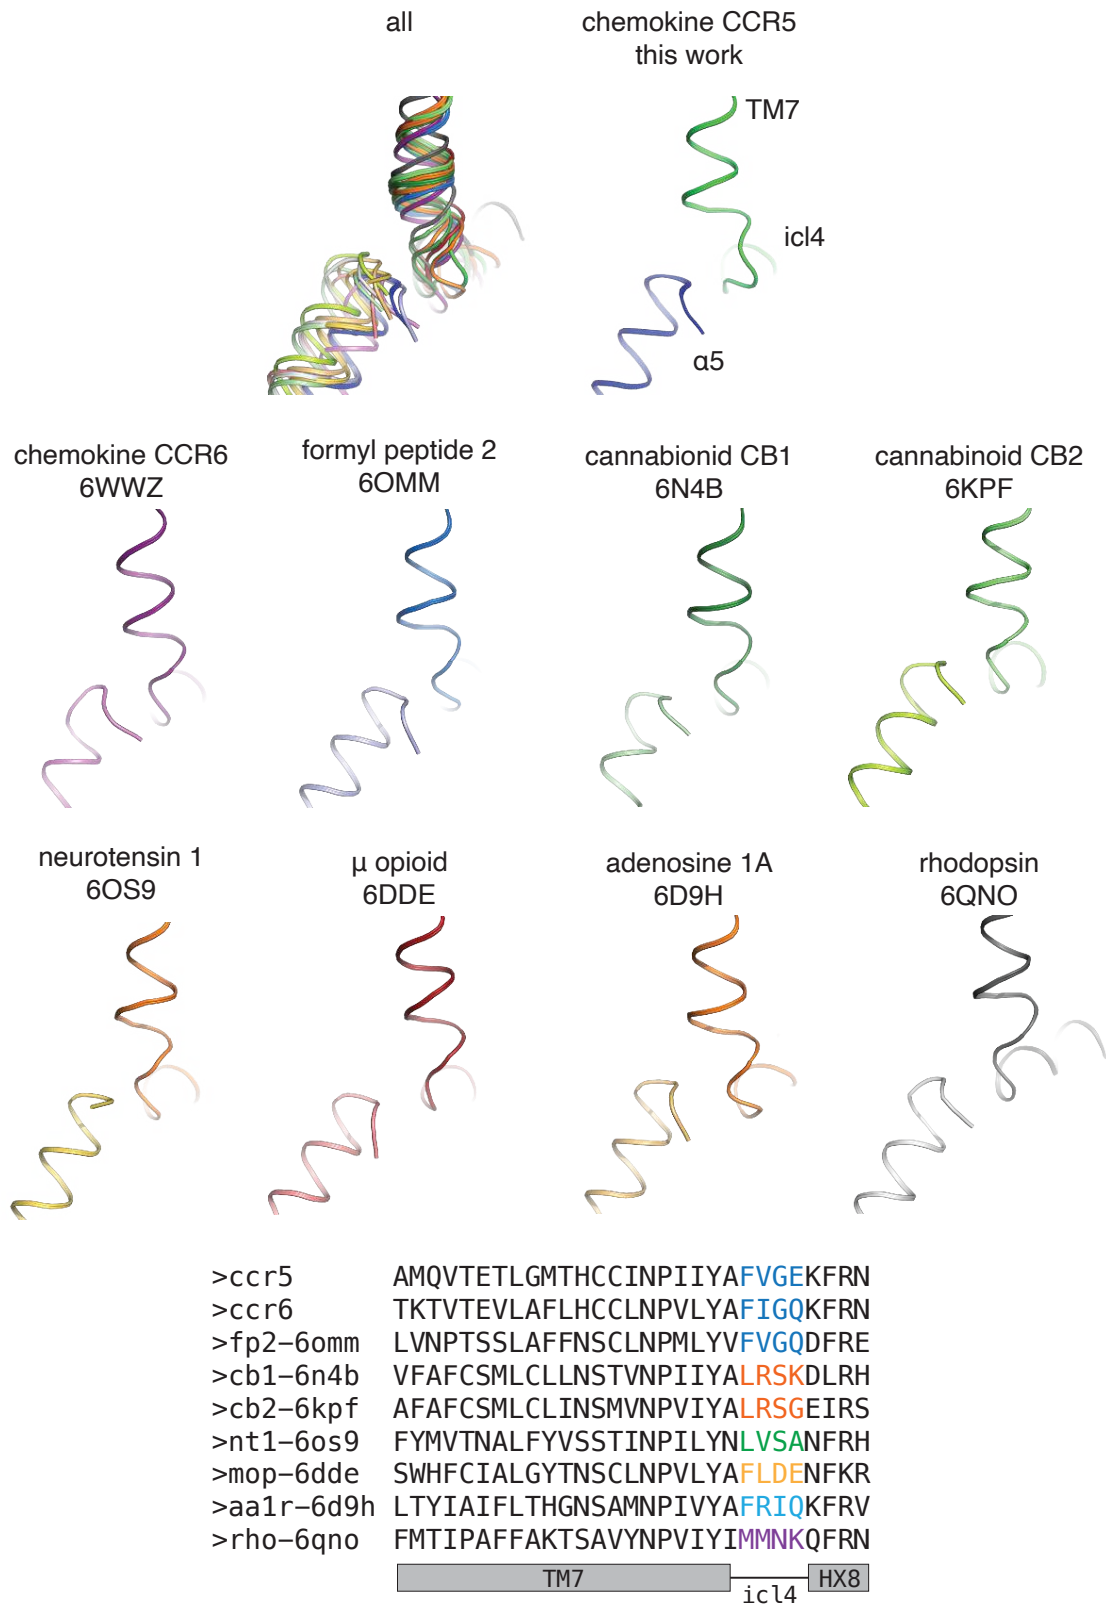 all
chemokine CCR5
this work
TM7
icl4
α5
chemokine CCR6
6WWZ
formyl peptide 2
6OMM
cannabionid CB1
6N4B
cannabinoid CB2
6KPF
neurotensin 1
6OS9
μ opioid
6DDE
adenosine 1A
6D9H
rhodopsin
6QNO
>ccr5 AMQVTETLGMTHCCINPIIYAFVGEKFRN
>ccr6 TKTVTEVLAFLHCCLNPVLYAFIGQKFRN
>fp2–6omm LVNPTSSLAFFNSCLNPMLYVFVGQDFRE
>cb1–6n4b VFAFCSMLCLLNSTVNPIIYALRSKDLRH
>cb2–6kpf AFAFCSMLCLINSMVNPVIYALRSGEIRS
>nt1–6os9 FYMVTNALFYVSSTINPILYNLVSANFRH
>mop–6dde SWHFCIALGYTNSCLNPVLYAFLDENFKR
>aa1r–6d9h LTYIAIFLTHGNSAMNPIVYAFRIQKFRV
>rho–6qno FMTIPAFFAKTSAVYNPVIYIMMNKQFRN
TM7
icl4
HX8